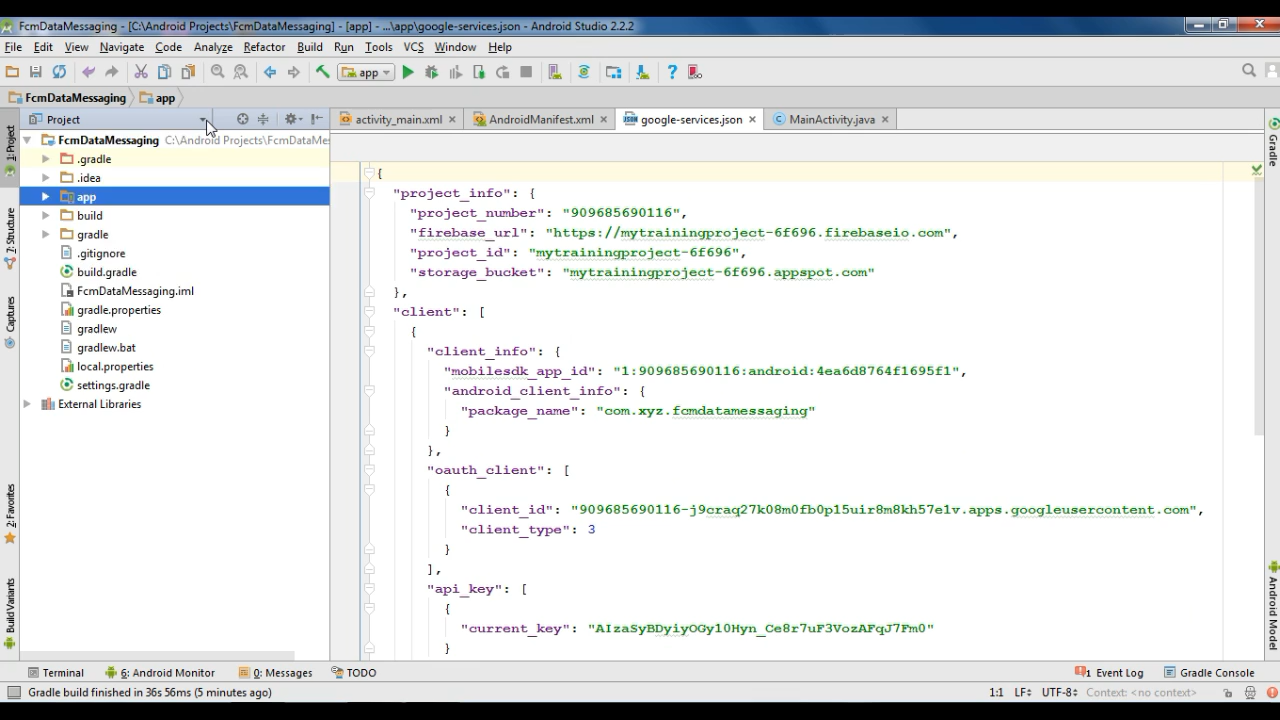 FcmDataMessaging - [C:\Android Projects\FcmDataMessaging] - [app] - ...\app\google-services.json - Android Studio 2.2.2
File Edit View Navigate Code Analyze Refactor Build Run Tools VCS Window Help
app
FcmDataMessaging app
Project
activity_main.xml AndroidManifest.xml google-services.json MainActivity.java
FcmDataMessaging C:\Android Projects\FcmDataMes
.gradle
.idea
app
build
gradle
.gitignore
build.gradle
FcmDataMessaging.iml
gradle.properties
gradlew
gradlew.bat
local.properties
settings.gradle
External Libraries
1: Project
7: Structure
Captures
2: Favorites
Build Variants
{
"project_info": {
"project_number": "909685690116",
"firebase_url": "https://mytrainingproject-6f696.firebaseio.com",
"project_id": "mytrainingproject-6f696",
"storage_bucket": "mytrainingproject-6f696.appspot.com"
},
"client": [
{
"client_info": {
"mobilesdk_app_id": "1:909685690116:android:4ea6d8764f1695f1",
"android_client_info": {
"package_name": "com.xyz.fcmdatamessaging"
}
},
"oauth_client": [
{
"client_id": "909685690116-j9craq27k08m0fb0p15uir8m8kh57e1v.apps.googleusercontent.com",
"client_type": 3
}
],
"api_key": [
{
"current_key": "AIzaSyBDyiyOGy10Hyn_Ce8r7uF3VozAFqJ7Fm0"
}
Gradle
Android Model
Terminal 6: Android Monitor 0: Messages TODO 1 Event Log Gradle Console
Gradle build finished in 36s 56ms (5 minutes ago) 1:1 LF UTF-8 Context: <no context>